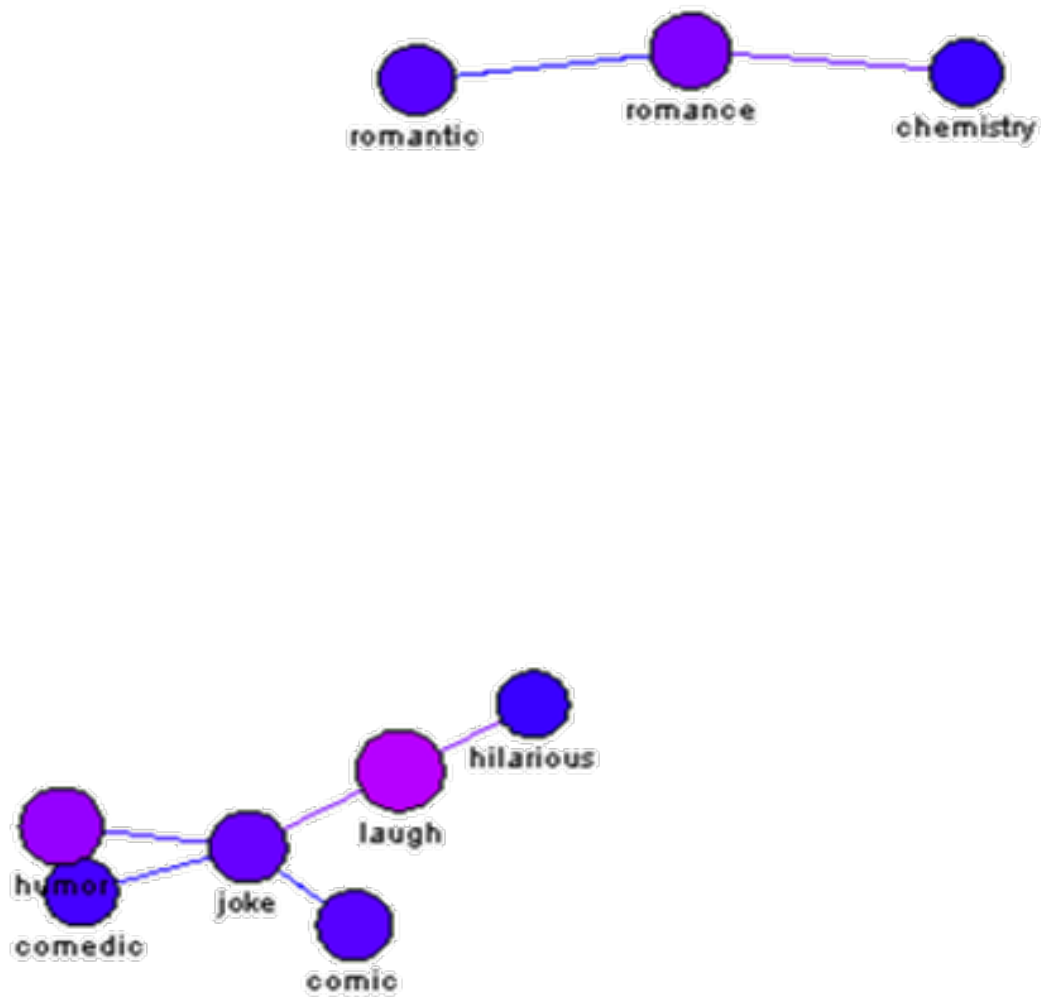 romance
chemistry
romantic
hilarious
laugh
humor
joke
comedic
comic